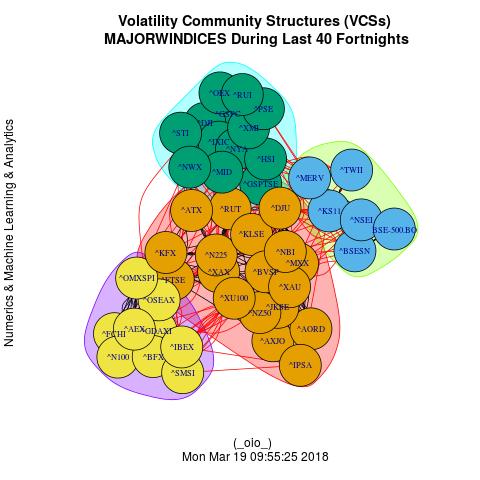 Volatility Community Structures (VCSs)
MAJORWINDICES During Last 40 Fortnights
Numerics & Machine Learning & Analytics
^OEX
^RUI
^PSE
^DJI
^GSPC
^STI
^XMI
^IXIC
^NYA
^HSI
^NWX
^MID
^GSPTSE
^MERV
^TWII
^KS11
^NSEI
BSE-500.BO
^BSESN
^ATX
^RUT
^DJU
^KLSE
^KFX
^N225
^NBI
^MXX
^XAX
^BVSP
^FTSE
^XAU
^XU100
^JKSE
^NZ50
^AORD
^AXJO
^IPSA
^OMXSPI
^OSEAX
^FCHI
^AEX
^GDAXI
^IBEX
^N100
^BFX
^SMSI
(_oio_)
Mon Mar 19 09:55:25 2018